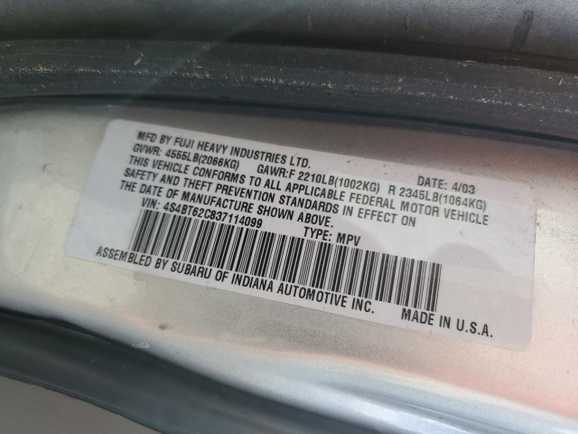 MFD BY FUJI HEAVY INDUSTRIES LTD. DATE: 4/03
GVWR: 4555LB(2066KG) GAWR:F 2210LB(1002KG) R 2345LB(1064KG)
THIS VEHICLE CONFORMS TO ALL APPLICABLE FEDERAL MOTOR VEHICLE
SAFETY AND THEFT PREVENTION STANDARDS IN EFFECT ON
THE DATE OF MANUFACTURE SHOWN ABOVE.
VIN: 4S4BT62C837114099 TYPE: MPV
ASSEMBLED BY SUBARU OF INDIANA AUTOMOTIVE INC. MADE IN U.S.A.